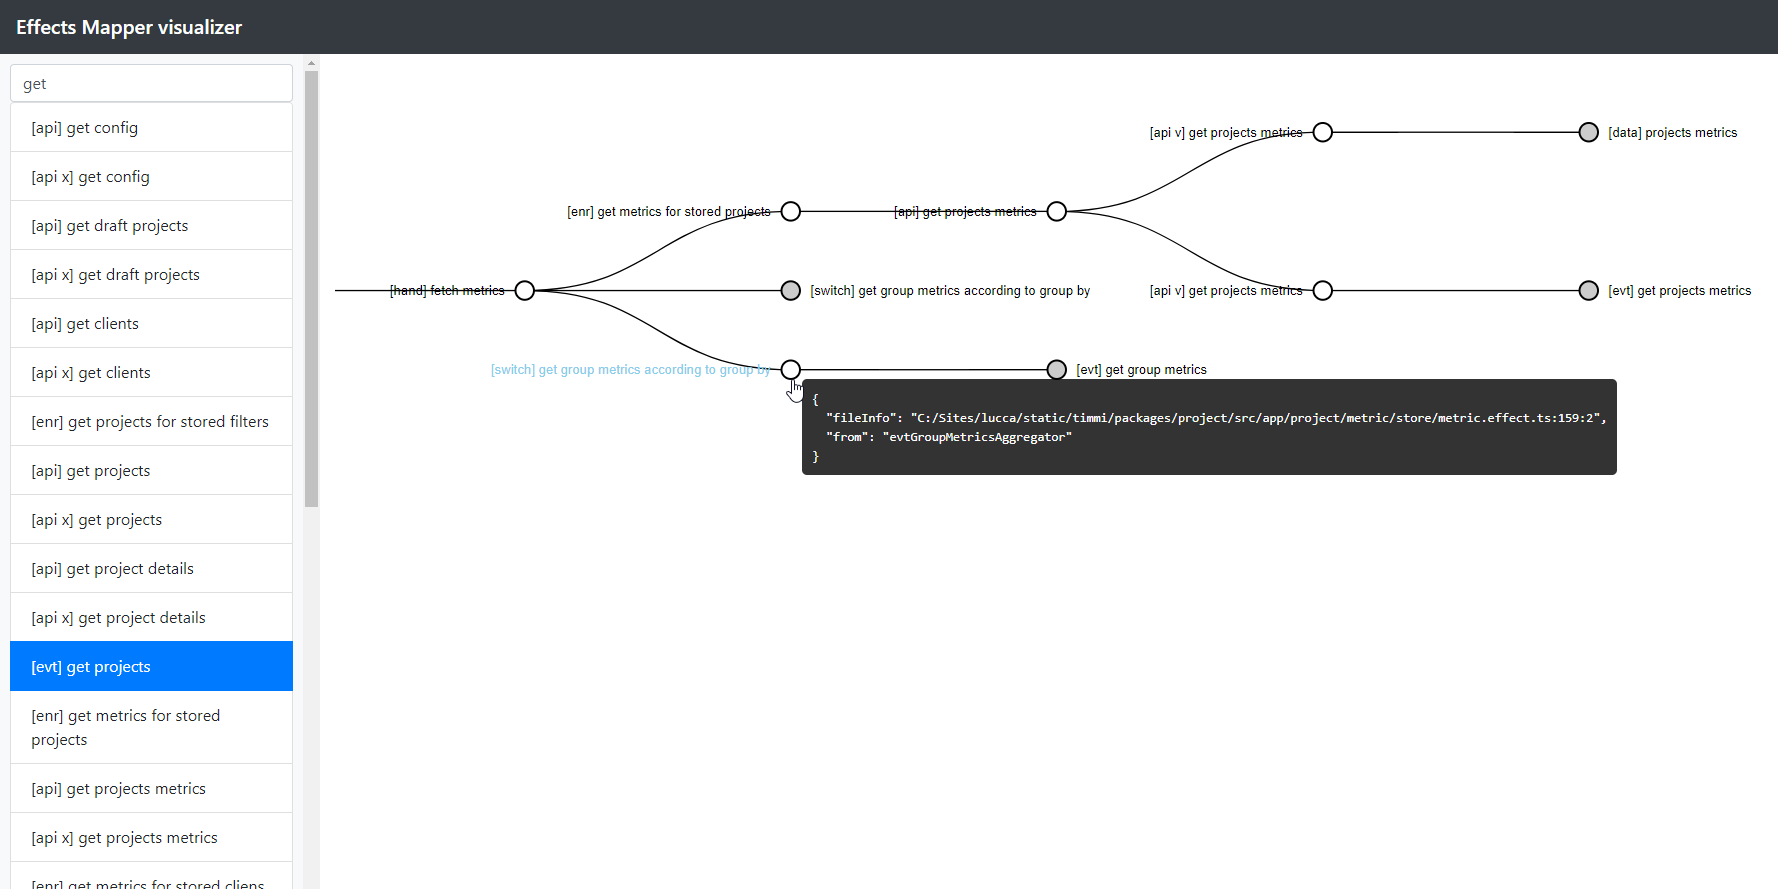 Effects Mapper visualizer
get
[api] get config
[api x] get config
[api] get draft projects
[api x] get draft projects
[api] get clients
[api x] get clients
[enr] get projects for stored filters
[api] get projects
[api x] get projects
[api] get project details
[api x] get project details
[evt] get projects
[enr] get metrics for stored
projects
[api] get projects metrics
[api x] get projects metrics
[enr] get metrics for stored cliens
[api v] get projects metrics
[data] projects metrics
[enr] get metrics for stored projects
[api] get projects metrics
[hand] fetch metrics
[switch] get group metrics according to group by
[api v] get projects metrics
[evt] get projects metrics
[switch] get group metrics according to group by
[evt] get group metrics
{
"fileInfo": "C:/Sites/lucca/static/timmi/packages/project/src/app/project/metric/store/metric.effect.ts:159:2",
"from": "evtGroupMetricsAggregator"
}